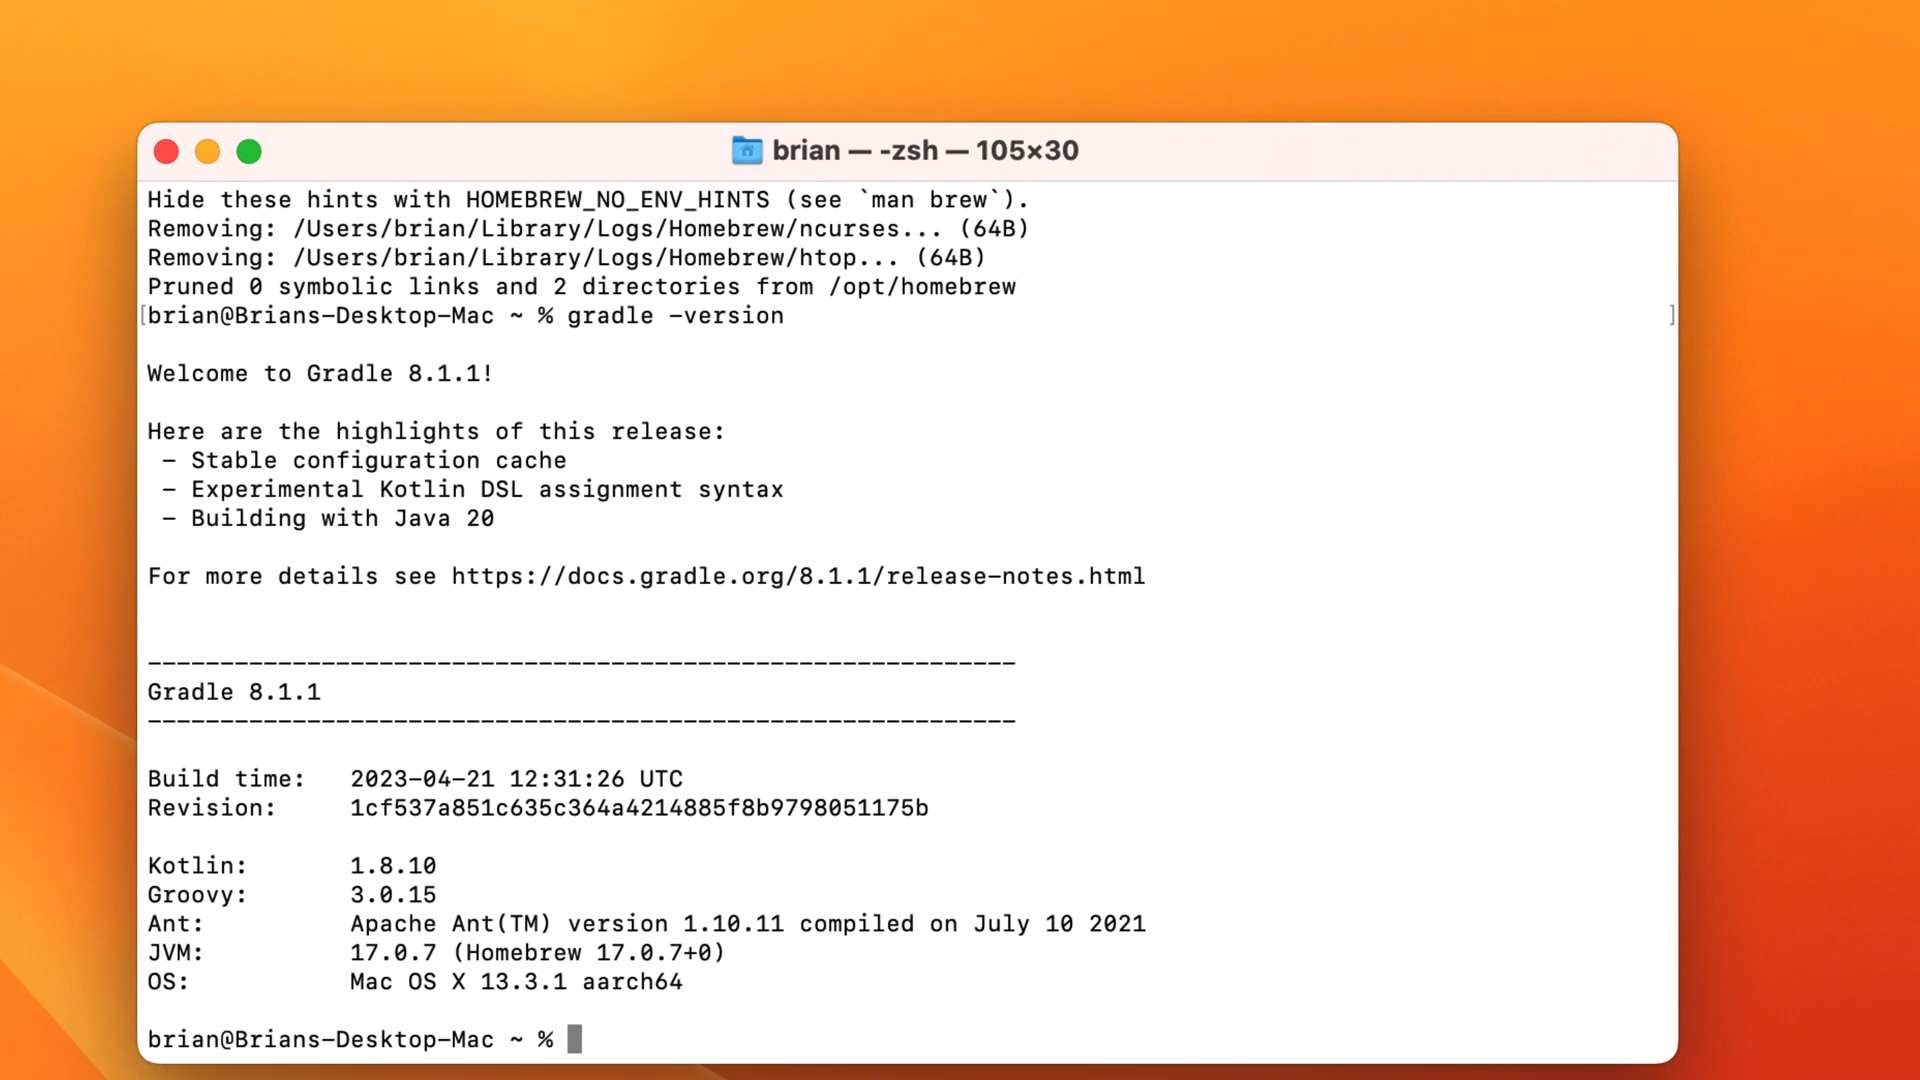 brian — -zsh — 105×30
Hide these hints with HOMEBREW_NO_ENV_HINTS (see `man brew`).
Removing: /Users/brian/Library/Logs/Homebrew/ncurses... (64B)
Removing: /Users/brian/Library/Logs/Homebrew/htop... (64B)
Pruned 0 symbolic links and 2 directories from /opt/homebrew
[brian@Brians-Desktop-Mac ~ % gradle -version ]
Welcome to Gradle 8.1.1!
Here are the highlights of this release:
 - Stable configuration cache
 - Experimental Kotlin DSL assignment syntax
 - Building with Java 20
For more details see https://docs.gradle.org/8.1.1/release-notes.html
------------------------------------------------------------
Gradle 8.1.1
------------------------------------------------------------
Build time:   2023-04-21 12:31:26 UTC
Revision:     1cf537a851c635c364a4214885f8b9798051175b
Kotlin:       1.8.10
Groovy:       3.0.15
Ant:          Apache Ant(TM) version 1.10.11 compiled on July 10 2021
JVM:          17.0.7 (Homebrew 17.0.7+0)
OS:           Mac OS X 13.3.1 aarch64
brian@Brians-Desktop-Mac ~ %